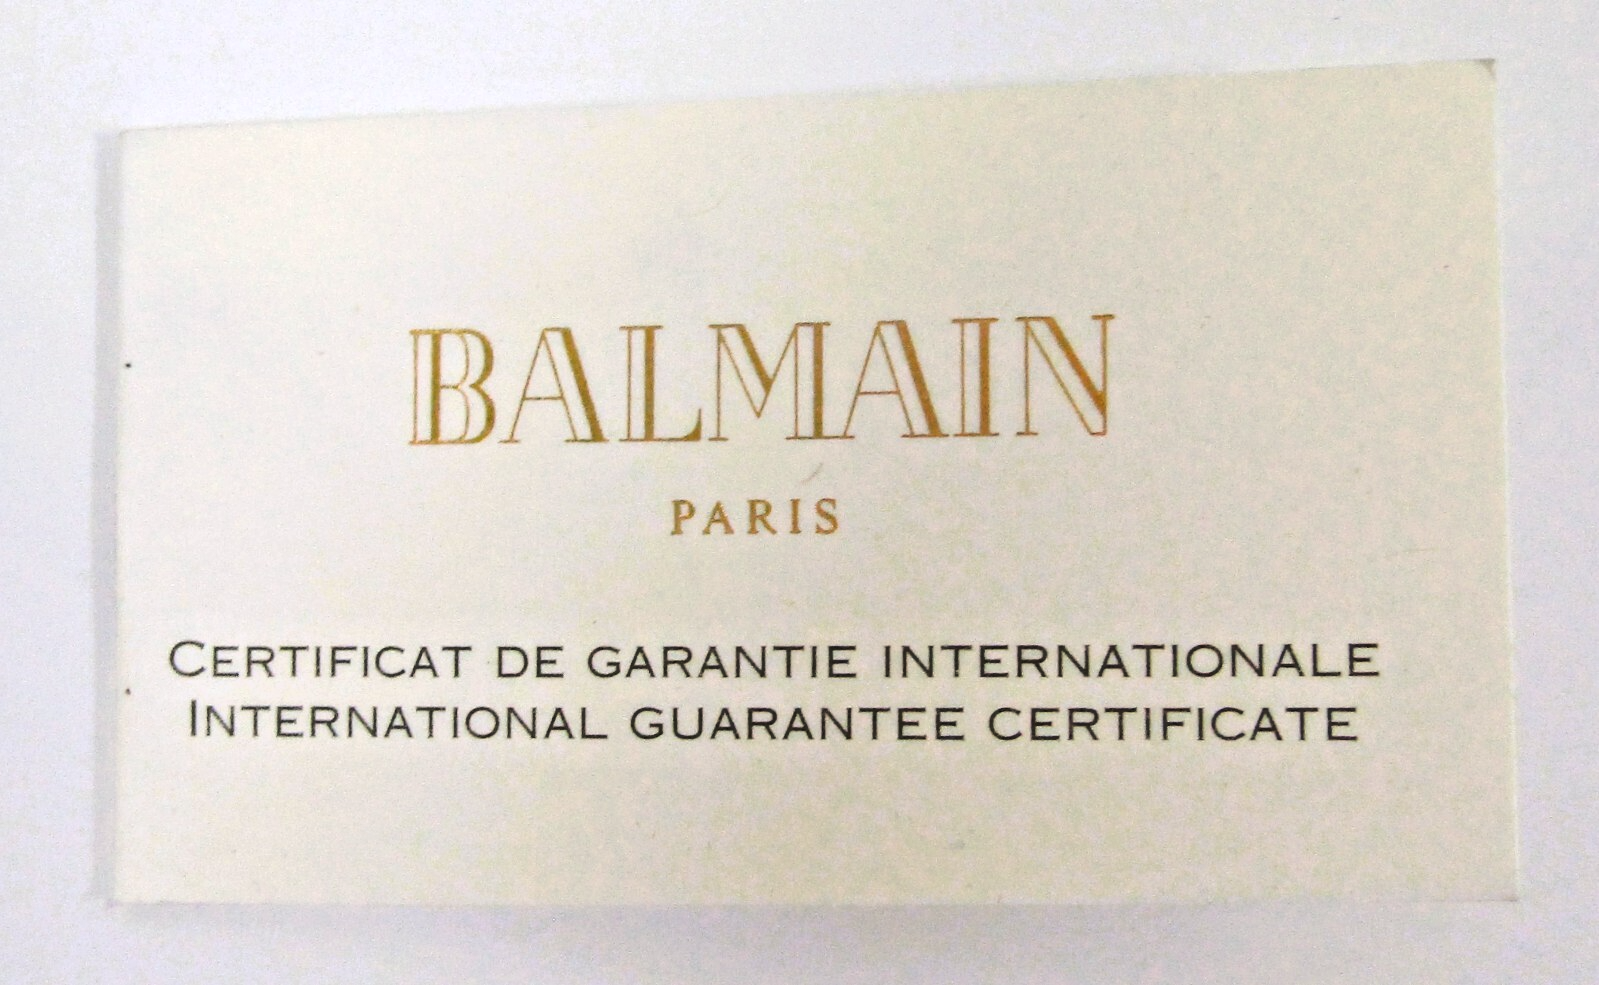 BALMAIN
PARIS
CERTIFICAT DE GARANTIE INTERNATIONALE
INTERNATIONAL GUARANTEE CERTIFICATE